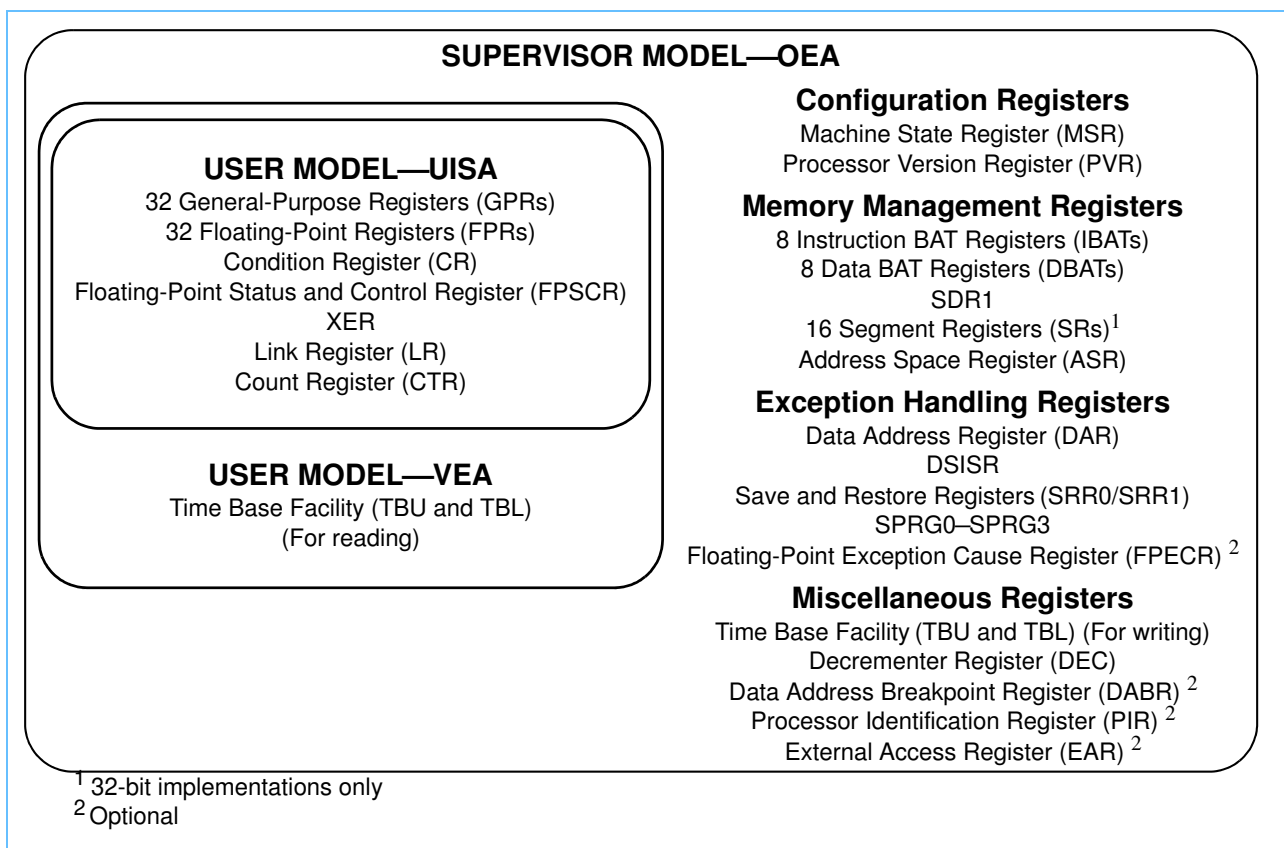 SUPERVISOR MODEL—OEA
USER MODEL—UISA
32 General-Purpose Registers (GPRs)
32 Floating-Point Registers (FPRs)
Condition Register (CR)
Floating-Point Status and Control Register (FPSCR)
XER
Link Register (LR)
Count Register (CTR)
USER MODEL—VEA
Time Base Facility (TBU and TBL)
(For reading)
Configuration Registers
Machine State Register (MSR)
Processor Version Register (PVR)
Memory Management Registers
8 Instruction BAT Registers (IBATs)
8 Data BAT Registers (DBATs)
SDR1
16 Segment Registers (SRs)1
Address Space Register (ASR)
Exception Handling Registers
Data Address Register (DAR)
DSISR
Save and Restore Registers (SRR0/SRR1)
SPRG0–SPRG3
Floating-Point Exception Cause Register (FPECR) 2
Miscellaneous Registers
Time Base Facility (TBU and TBL) (For writing)
Decrementer Register (DEC)
Data Address Breakpoint Register (DABR) 2
Processor Identification Register (PIR) 2
External Access Register (EAR) 2
1 32-bit implementations only
2 Optional